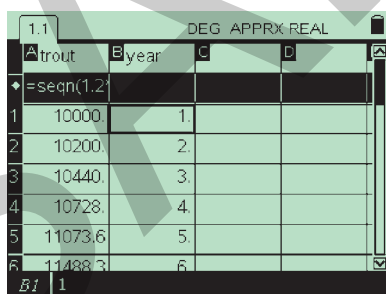 1.1 DEG APPRX REAL
A trout B year C D
=seqn(1.2*
1 10000. 1.
2 10200. 2.
3 10440. 3.
4 10728. 4.
5 11073.6 5.
6 11488.3 6.
B1 1